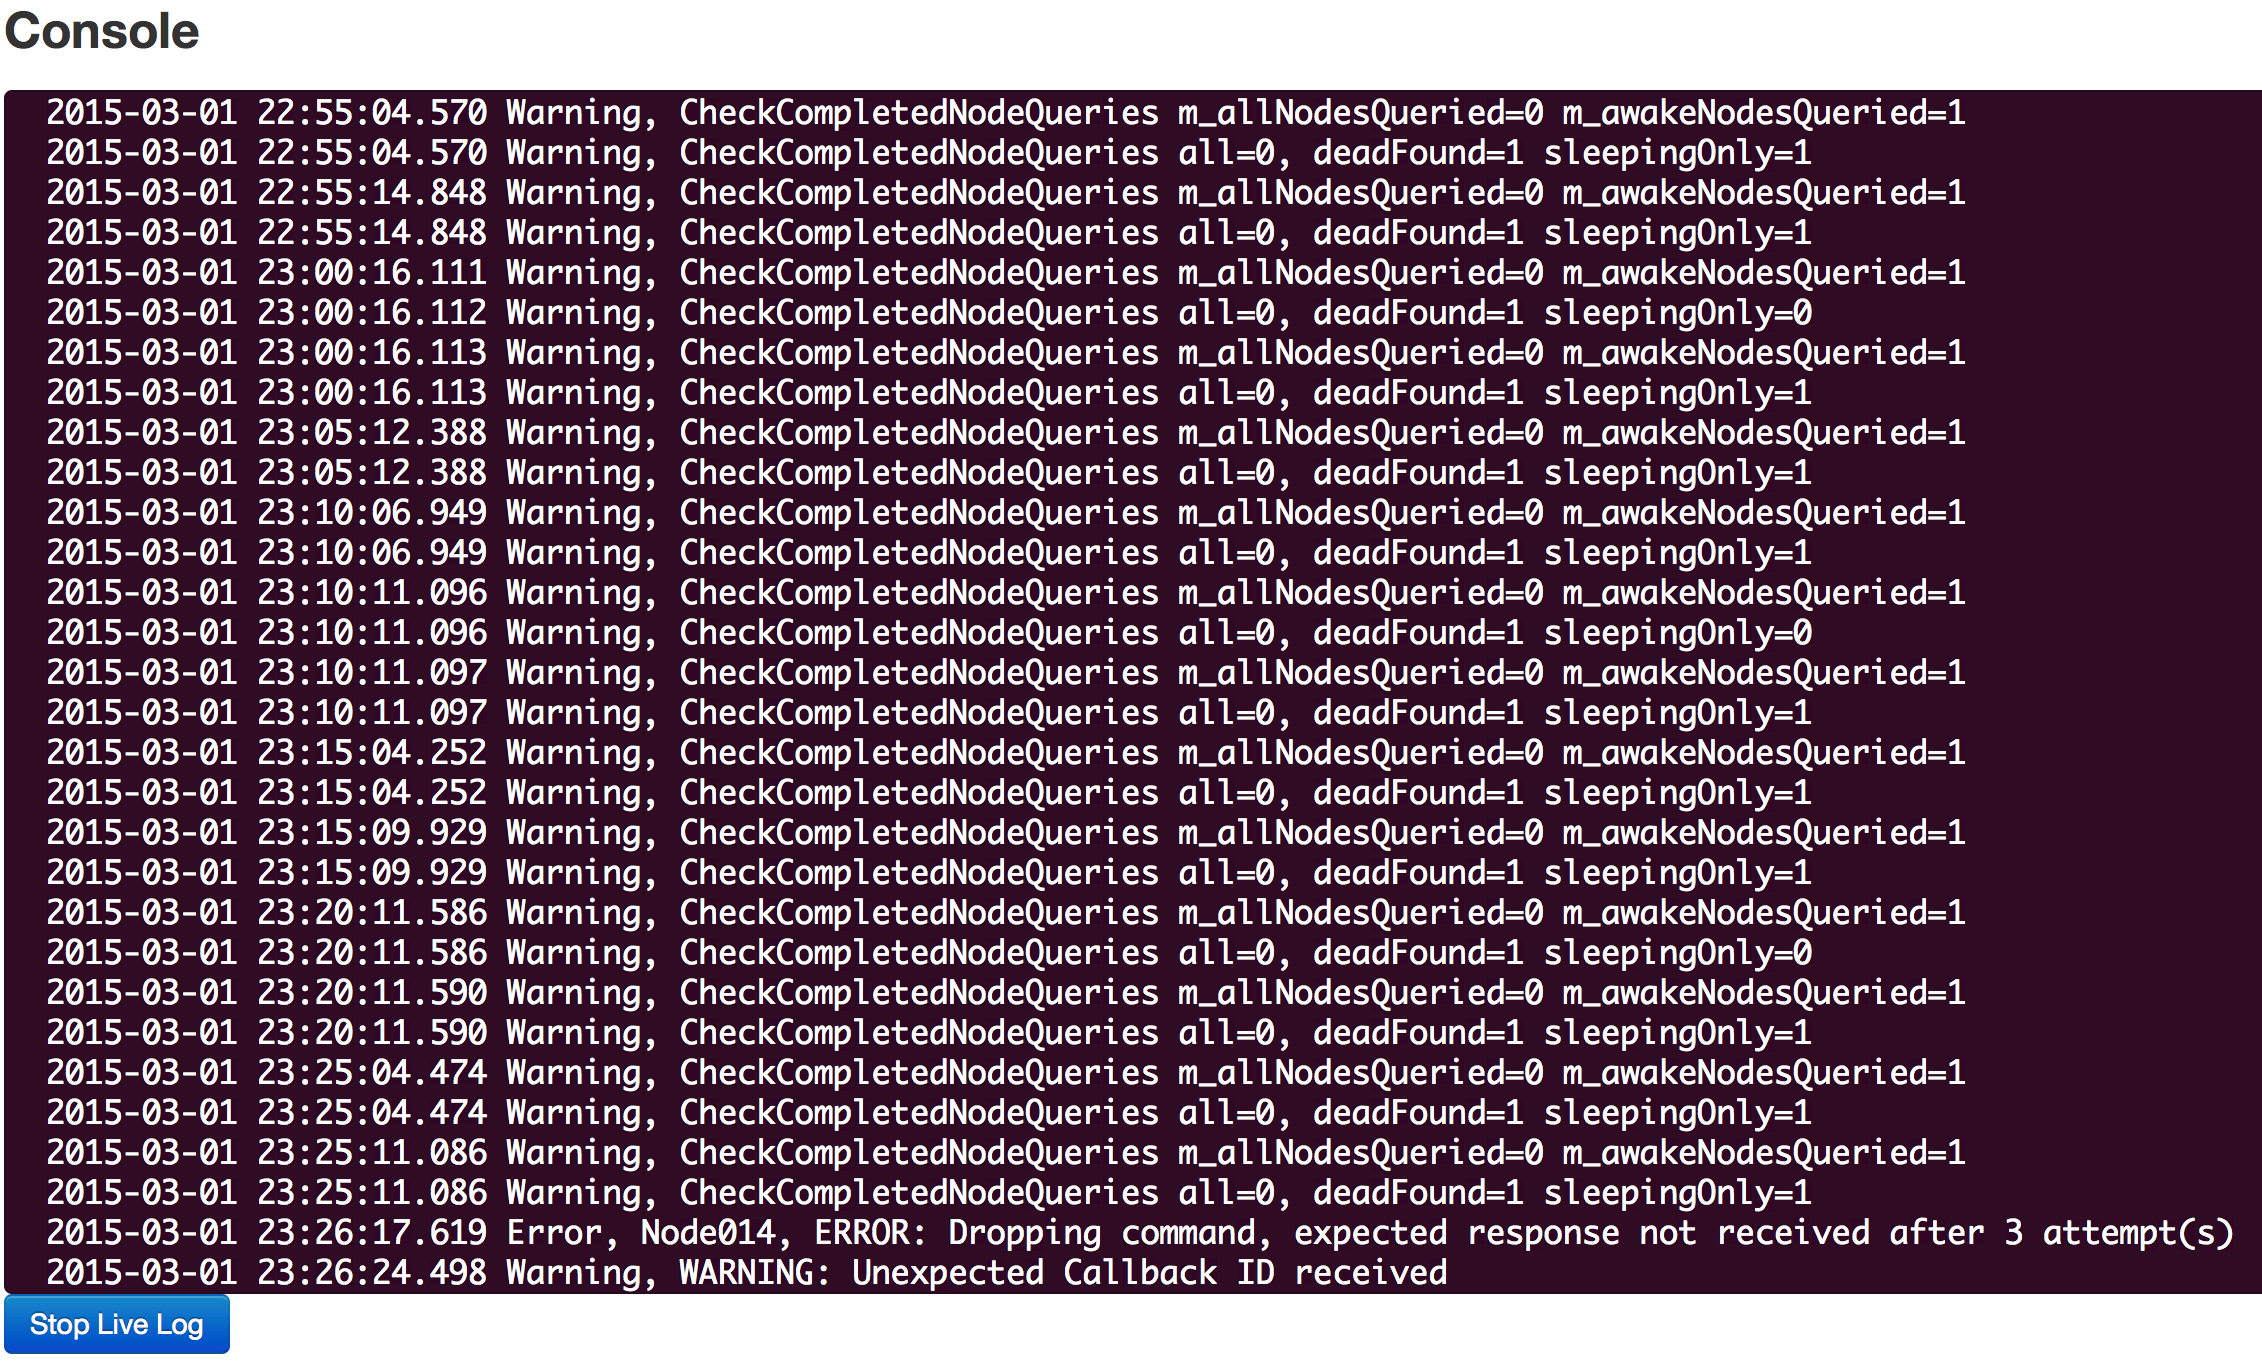 Console
2015-03-01 22:55:04.570 Warning, CheckCompletedNodeQueries m_allNodesQueried=0 m_awakeNodesQueried=1
2015-03-01 22:55:04.570 Warning, CheckCompletedNodeQueries all=0, deadFound=1 sleepingOnly=1
2015-03-01 22:55:14.848 Warning, CheckCompletedNodeQueries m_allNodesQueried=0 m_awakeNodesQueried=1
2015-03-01 22:55:14.848 Warning, CheckCompletedNodeQueries all=0, deadFound=1 sleepingOnly=1
2015-03-01 23:00:16.111 Warning, CheckCompletedNodeQueries m_allNodesQueried=0 m_awakeNodesQueried=1
2015-03-01 23:00:16.112 Warning, CheckCompletedNodeQueries all=0, deadFound=1 sleepingOnly=0
2015-03-01 23:00:16.113 Warning, CheckCompletedNodeQueries m_allNodesQueried=0 m_awakeNodesQueried=1
2015-03-01 23:00:16.113 Warning, CheckCompletedNodeQueries all=0, deadFound=1 sleepingOnly=1
2015-03-01 23:05:12.388 Warning, CheckCompletedNodeQueries m_allNodesQueried=0 m_awakeNodesQueried=1
2015-03-01 23:05:12.388 Warning, CheckCompletedNodeQueries all=0, deadFound=1 sleepingOnly=1
2015-03-01 23:10:06.949 Warning, CheckCompletedNodeQueries m_allNodesQueried=0 m_awakeNodesQueried=1
2015-03-01 23:10:06.949 Warning, CheckCompletedNodeQueries all=0, deadFound=1 sleepingOnly=1
2015-03-01 23:10:11.096 Warning, CheckCompletedNodeQueries m_allNodesQueried=0 m_awakeNodesQueried=1
2015-03-01 23:10:11.096 Warning, CheckCompletedNodeQueries all=0, deadFound=1 sleepingOnly=0
2015-03-01 23:10:11.097 Warning, CheckCompletedNodeQueries m_allNodesQueried=0 m_awakeNodesQueried=1
2015-03-01 23:10:11.097 Warning, CheckCompletedNodeQueries all=0, deadFound=1 sleepingOnly=1
2015-03-01 23:15:04.252 Warning, CheckCompletedNodeQueries m_allNodesQueried=0 m_awakeNodesQueried=1
2015-03-01 23:15:04.252 Warning, CheckCompletedNodeQueries all=0, deadFound=1 sleepingOnly=1
2015-03-01 23:15:09.929 Warning, CheckCompletedNodeQueries m_allNodesQueried=0 m_awakeNodesQueried=1
2015-03-01 23:15:09.929 Warning, CheckCompletedNodeQueries all=0, deadFound=1 sleepingOnly=1
2015-03-01 23:20:11.586 Warning, CheckCompletedNodeQueries m_allNodesQueried=0 m_awakeNodesQueried=1
2015-03-01 23:20:11.586 Warning, CheckCompletedNodeQueries all=0, deadFound=1 sleepingOnly=0
2015-03-01 23:20:11.590 Warning, CheckCompletedNodeQueries m_allNodesQueried=0 m_awakeNodesQueried=1
2015-03-01 23:20:11.590 Warning, CheckCompletedNodeQueries all=0, deadFound=1 sleepingOnly=1
2015-03-01 23:25:04.474 Warning, CheckCompletedNodeQueries m_allNodesQueried=0 m_awakeNodesQueried=1
2015-03-01 23:25:04.474 Warning, CheckCompletedNodeQueries all=0, deadFound=1 sleepingOnly=1
2015-03-01 23:25:11.086 Warning, CheckCompletedNodeQueries m_allNodesQueried=0 m_awakeNodesQueried=1
2015-03-01 23:25:11.086 Warning, CheckCompletedNodeQueries all=0, deadFound=1 sleepingOnly=1
2015-03-01 23:26:17.619 Error, Node014, ERROR: Dropping command, expected response not received after 3 attempt(s)
2015-03-01 23:26:24.498 Warning, WARNING: Unexpected Callback ID received
Stop Live Log